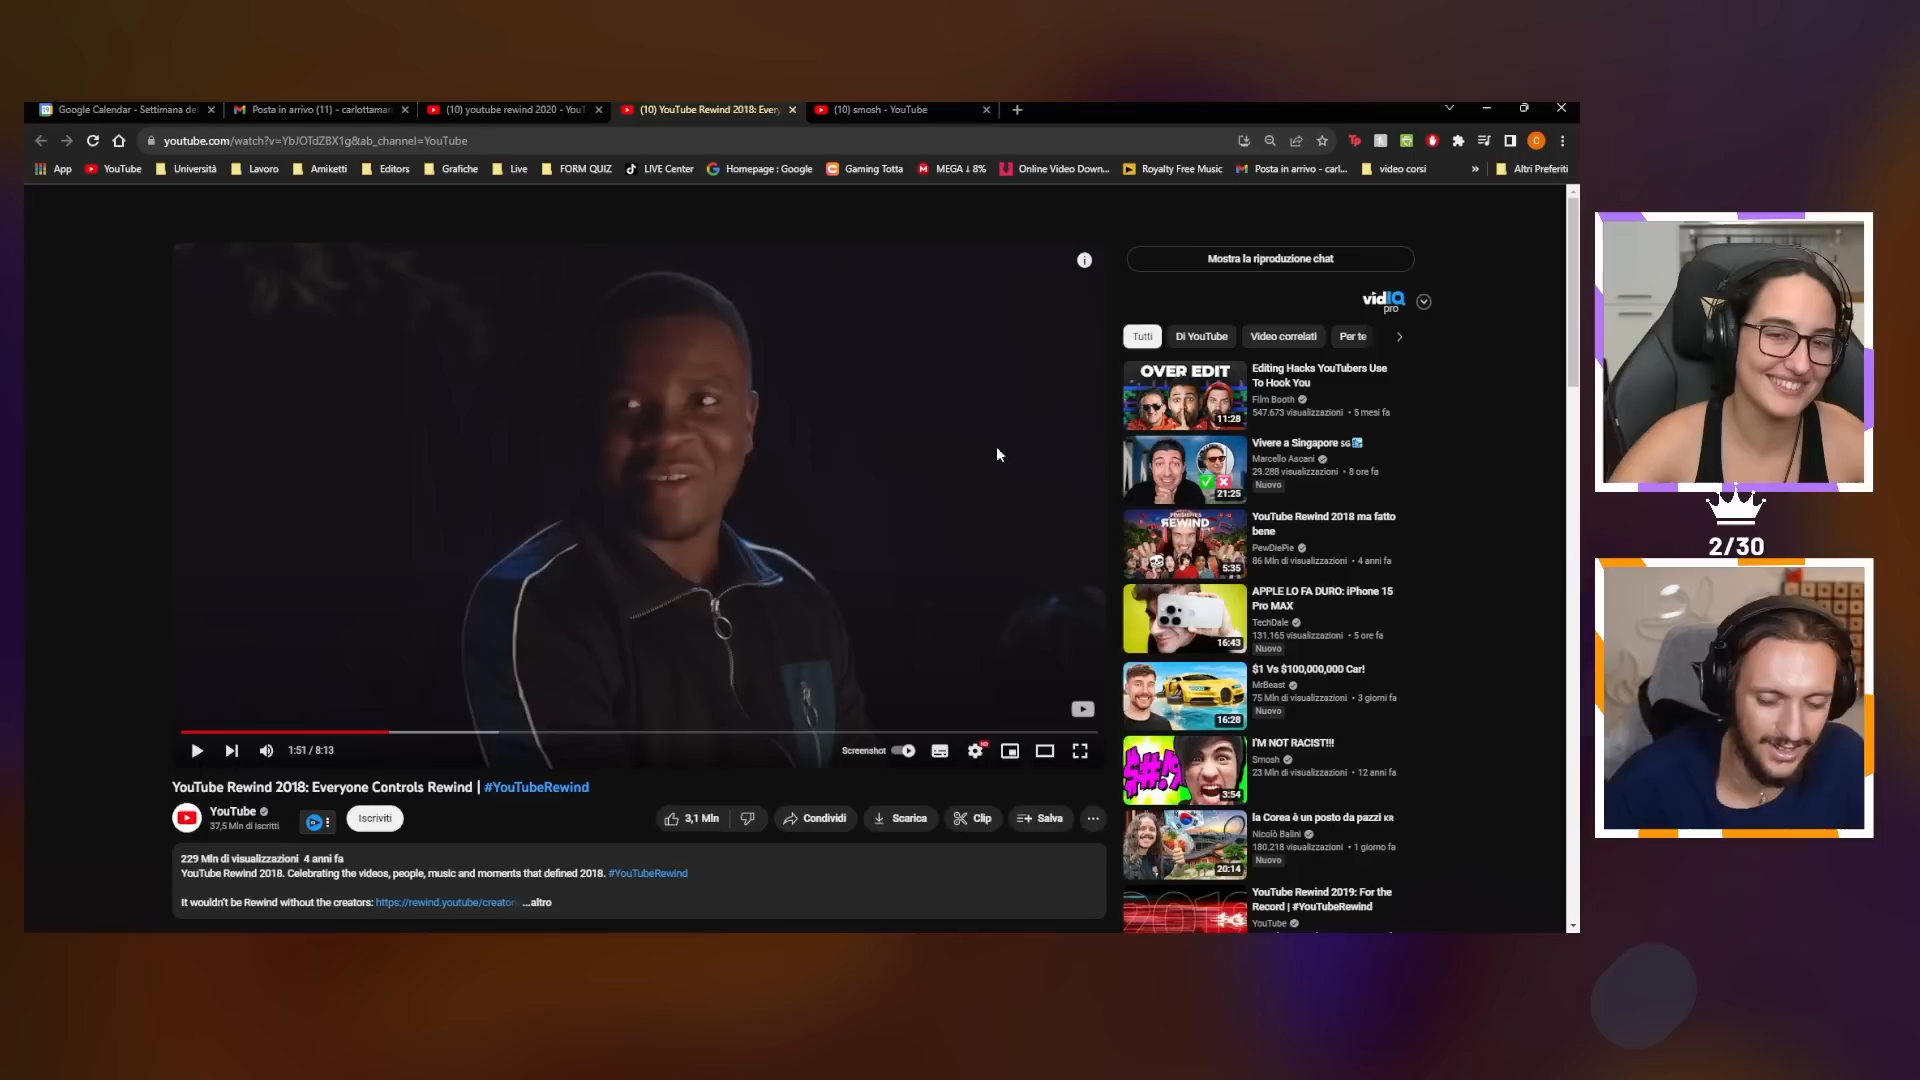 Google Calendar - Settimana de
Posta in arrivo (11) - carlottamar
(10) youtube rewind 2020 - YouT
(10) YouTube Rewind 2018: Every
(10) smosh - YouTube
youtube.com/watch?v=YbJOTdZBX1g&ab_channel=YouTube
App
YouTube
Università
Lavoro
Amiketti
Editors
Grafiche
Live
FORM QUIZ
LIVE Center
Homepage : Google
Gaming Totta
MEGA ↓ 8%
Online Video Down...
Royalty Free Music
Posta in arrivo - carl...
video corsi
»
Altri Preferiti
Mostra la riproduzione chat
vidIQ
pro
Tutti
Di YouTube
Video correlati
Per te
OVER EDIT
11:28
Editing Hacks YouTubers Use
To Hook You
Film Booth
547.673 visualizzazioni • 5 mesi fa
21:25
Vivere a Singapore SG
Marcello Ascani
29.288 visualizzazioni • 8 ore fa
Nuovo
REWIND
5:35
YouTube Rewind 2018 ma fatto
bene
PewDiePie
86 Mln di visualizzazioni • 4 anni fa
16:43
APPLE LO FA DURO: iPhone 15
Pro MAX
TechDale
131.165 visualizzazioni • 5 ore fa
Nuovo
16:28
$1 Vs $100,000,000 Car!
MrBeast
75 Mln di visualizzazioni • 3 giorni fa
Nuovo
$#!%
3:54
I'M NOT RACIST!!!
Smosh
23 Mln di visualizzazioni • 12 anni fa
20:14
la Corea è un posto da pazzi KR
Nicolò Balini
180.218 visualizzazioni • 1 giorno fa
Nuovo
YouTube Rewind 2019: For the
Record | #YouTubeRewind
YouTube
1:51 / 8:13
Screenshot
YouTube Rewind 2018: Everyone Controls Rewind | #YouTubeRewind
YouTube
37,5 Mln di iscritti
Iscriviti
3,1 Mln
Condividi
Scarica
Clip
Salva
229 Mln di visualizzazioni 4 anni fa
YouTube Rewind 2018. Celebrating the videos, people, music and moments that defined 2018. #YouTubeRewind
It wouldn't be Rewind without the creators: https://rewind.youtube/creator ...altro
2/30